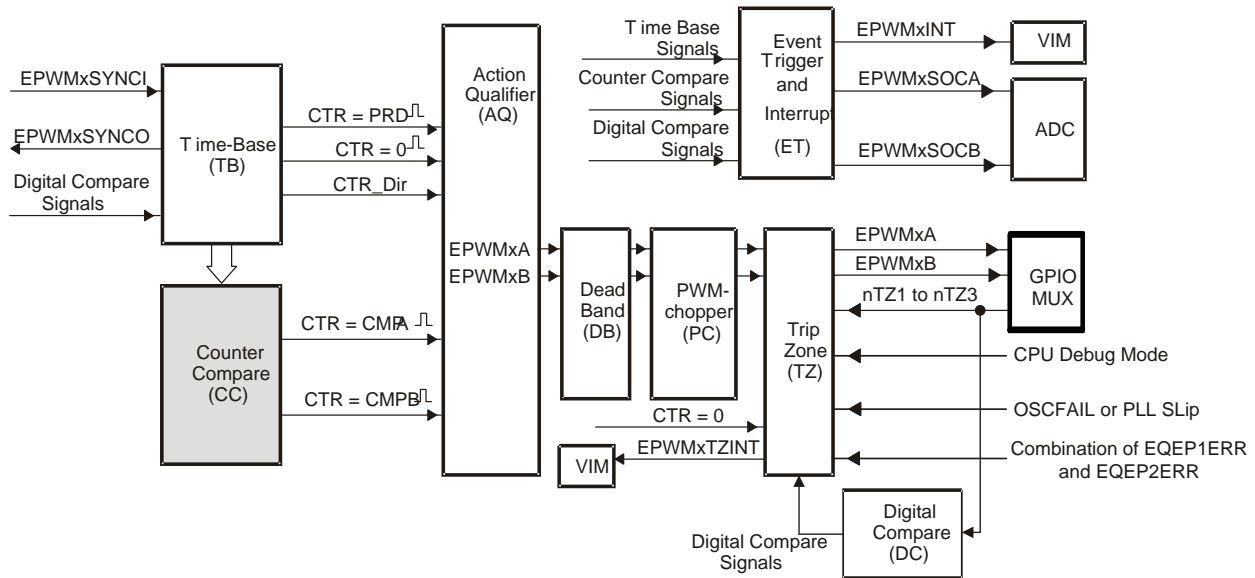 EPWMxSYNCI
EPWMxSYNCO
Digital Compare
Signals
Time-Base
(TB)
CTR = PRD
CTR = 0
CTR_Dir
Counter
Compare
(CC)
CTR = CMPA
CTR = CMPB
Action
Qualifier
(AQ)
EPWMxA
EPWMxB
Time Base
Signals
Counter Compare
Signals
Digital Compare
Signals
Event
Trigger
and
Interrupt
(ET)
EPWMxINT
EPWMxSOCA
EPWMxSOCB
VIM
ADC
Dead
Band
(DB)
PWM-
chopper
(PC)
Trip
Zone
(TZ)
EPWMxA
EPWMxB
nTZ1 to nTZ3
GPIO
MUX
CPU Debug Mode
OSCFAIL or PLL SLip
Combination of EQEP1ERR
and EQEP2ERR
CTR = 0
EPWMxTZINT
VIM
Digital Compare
Signals
Digital
Compare
(DC)